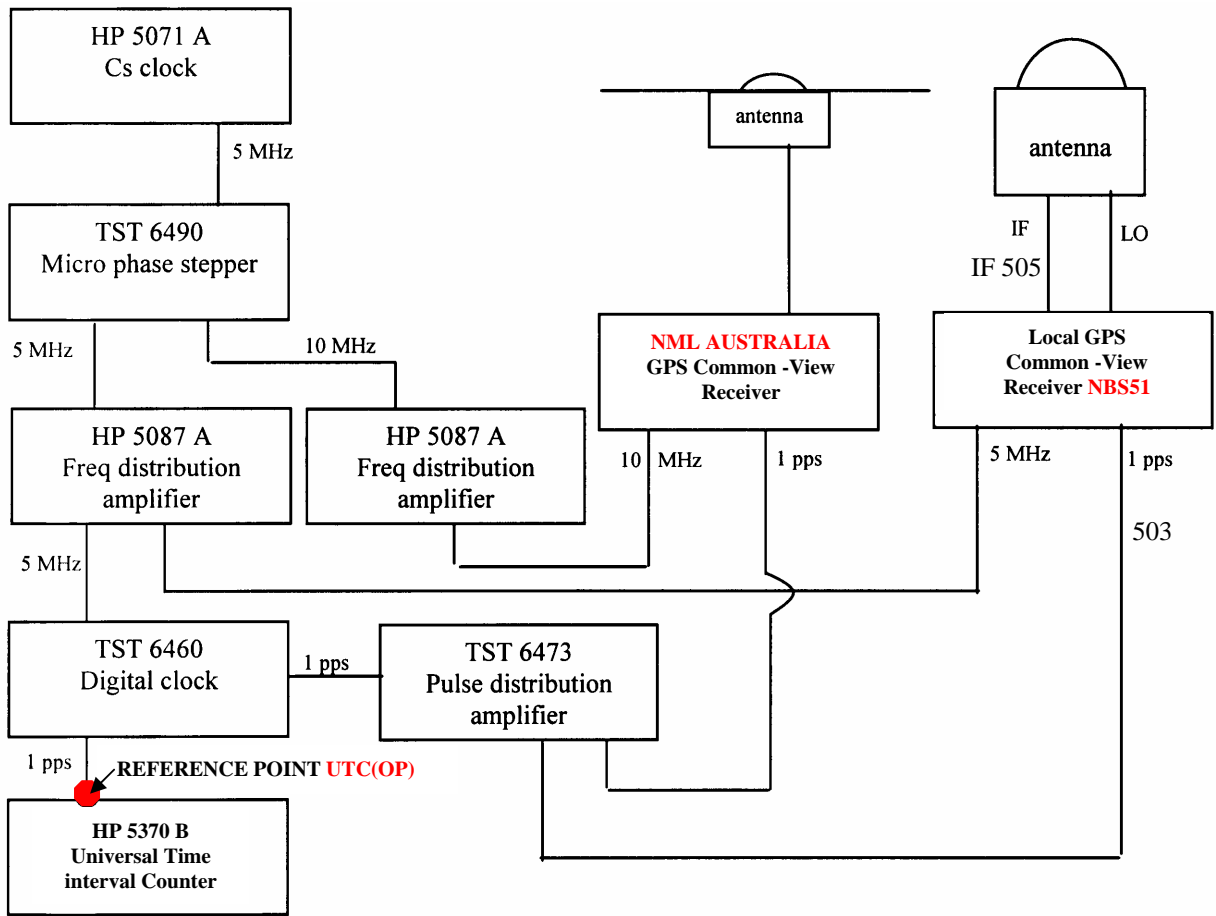 HP 5071 A
Cs clock
5 MHz
antenna
antenna
TST 6490
Micro phase stepper
IF
LO
IF 505
5 MHz
10 MHz
NML AUSTRALIA
GPS Common -View
Receiver
Local GPS
Common -View
Receiver NBS51
HP 5087 A
Freq distribution
amplifier
HP 5087 A
Freq distribution
amplifier
10 MHz
1 pps
5 MHz
1 pps
503
5 MHz
TST 6460
Digital clock
1 pps
TST 6473
Pulse distribution
amplifier
1 pps
REFERENCE POINT UTC(OP)
HP 5370 B
Universal Time
interval Counter